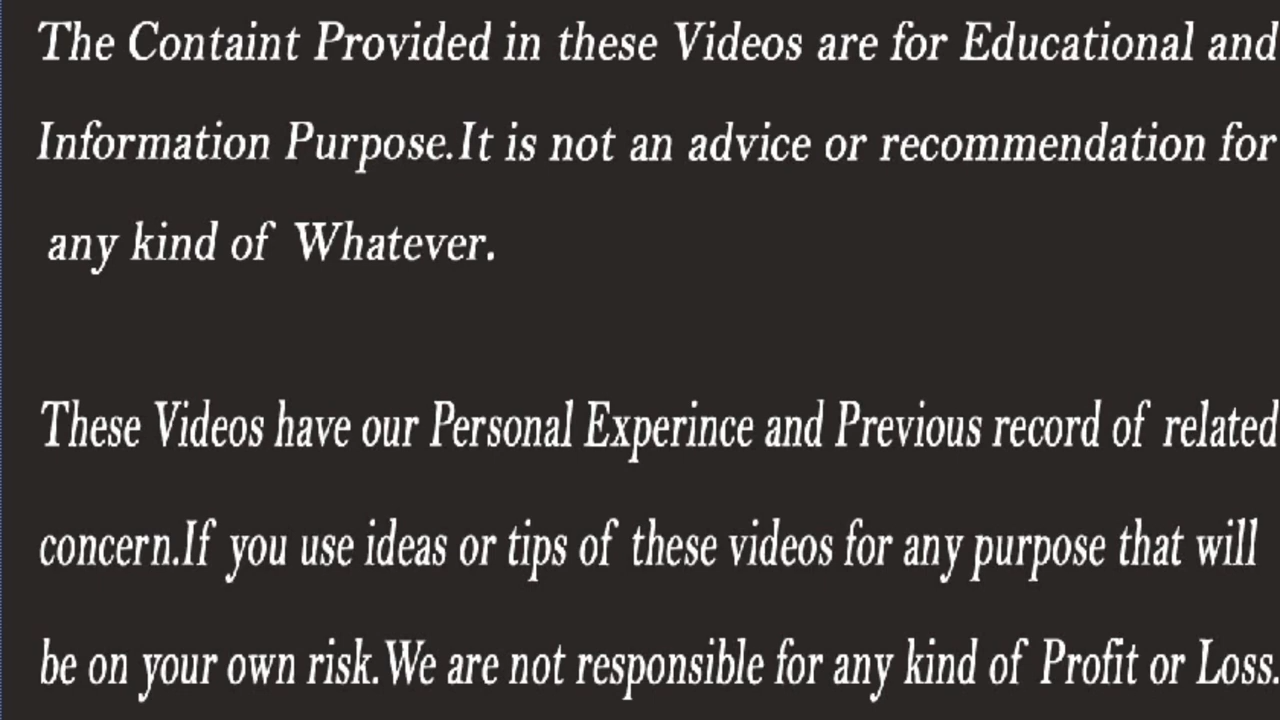 The Containt Provided in these Videos are for Educational and
Information Purpose.It is not an advice or recommendation for
any kind of Whatever.
These Videos have our Personal Experince and Previous record of related
concern.If you use ideas or tips of these videos for any purpose that will
be on your own risk.We are not responsible for any kind of Profit or Loss.